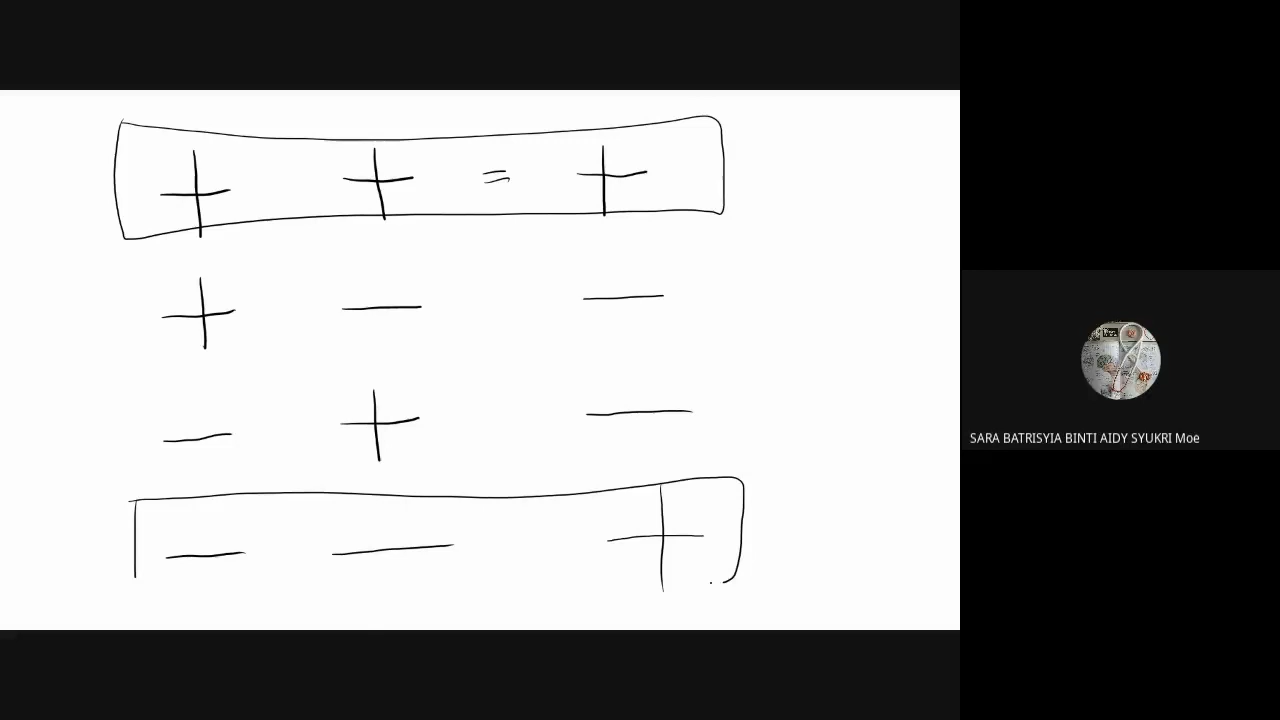 + + = +
+ - -
- + -
- - +
SARA BATRISYIA BINTI AIDY SYUKRI Moe